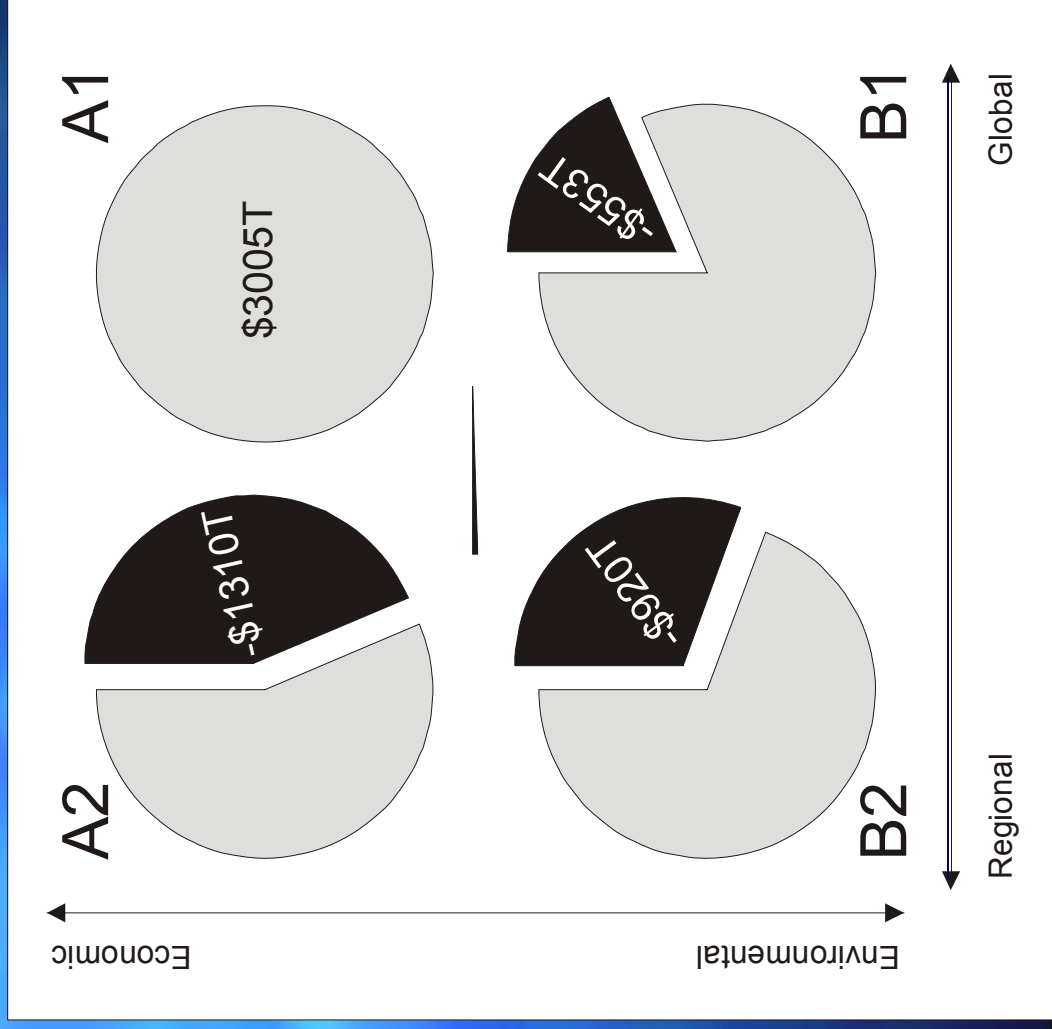 A1
$3005T
B1
-$553T
Global
A2
-$1310T
B2
-$920T
Regional
Economic
Environmental